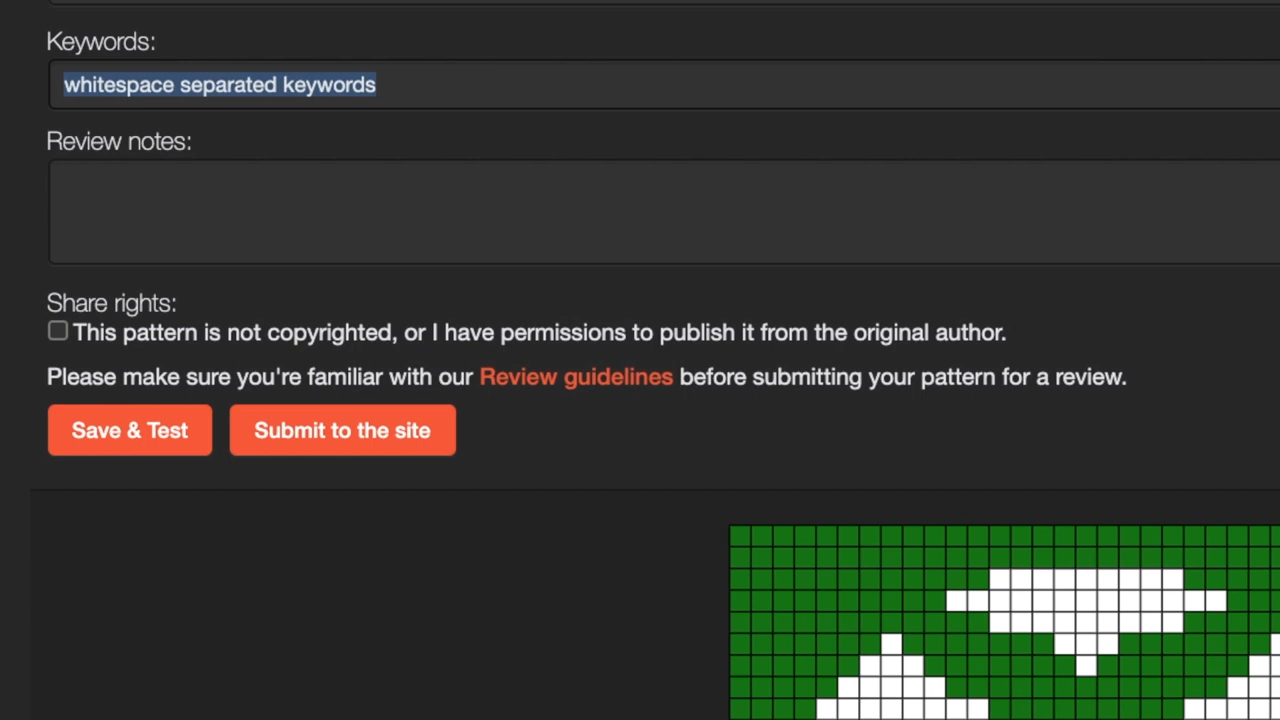 Keywords:
whitespace separated keywords
Review notes:
Share rights:
This pattern is not copyrighted, or I have permissions to publish it from the original author.
Please make sure you're familiar with our Review guidelines before submitting your pattern for a review.
Save & Test
Submit to the site